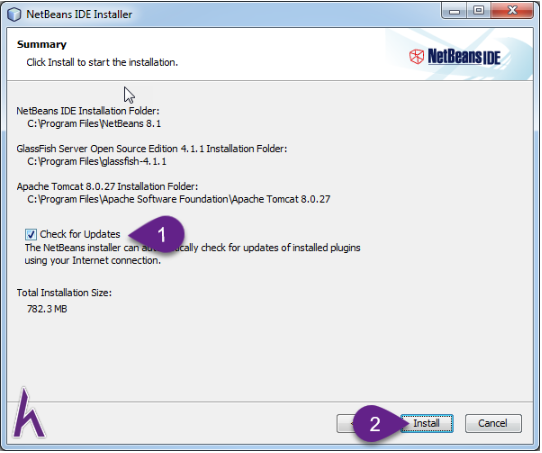 NetBeans IDE Installer
Summary
Click Install to start the installation.
NetBeans IDE
NetBeans IDE Installation Folder:
C:\Program Files\NetBeans 8.1
GlassFish Server Open Source Edition 4.1.1 Installation Folder:
C:\Program Files\glassfish-4.1.1
Apache Tomcat 8.0.27 Installation Folder:
C:\Program Files\Apache Software Foundation\Apache Tomcat 8.0.27
Check for Updates
1
The NetBeans installer can cally check for updates of installed plugins
using your Internet connection.
Total Installation Size:
782.3 MB
h
2
Install
Cancel